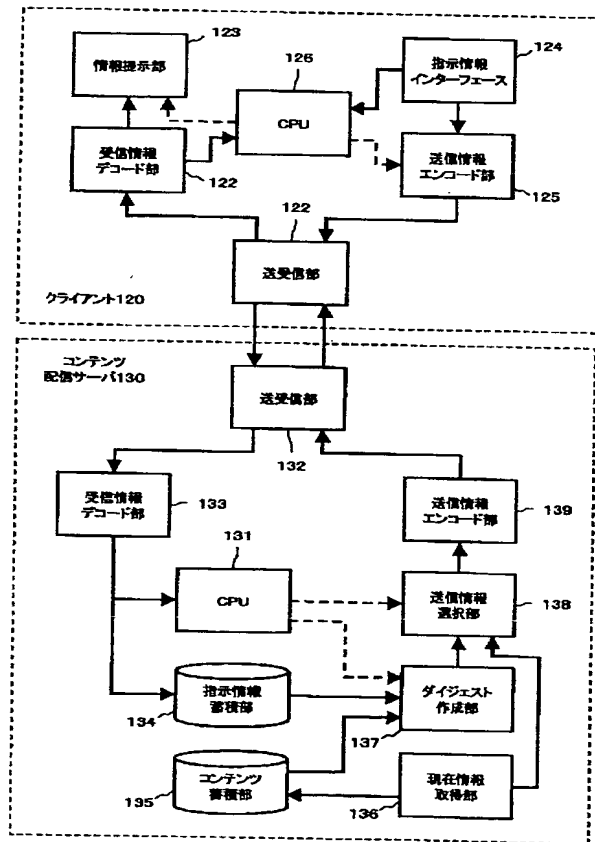 123
情報提示部
126
CPU
124
指示情報
インターフェース
受信情報
デコード部
122
送信情報
エンコード部
125
122
送受信部
クライアント120
コンテンツ
配信サーバ130
送受信部
132
受信情報
デコード部
133
送信情報
エンコード部
139
131
CPU
送信情報
選択部
138
指示情報
蓄積部
134
ダイジェスト
作成部
137
コンテンツ
蓄積部
135
現在情報
取得部
136